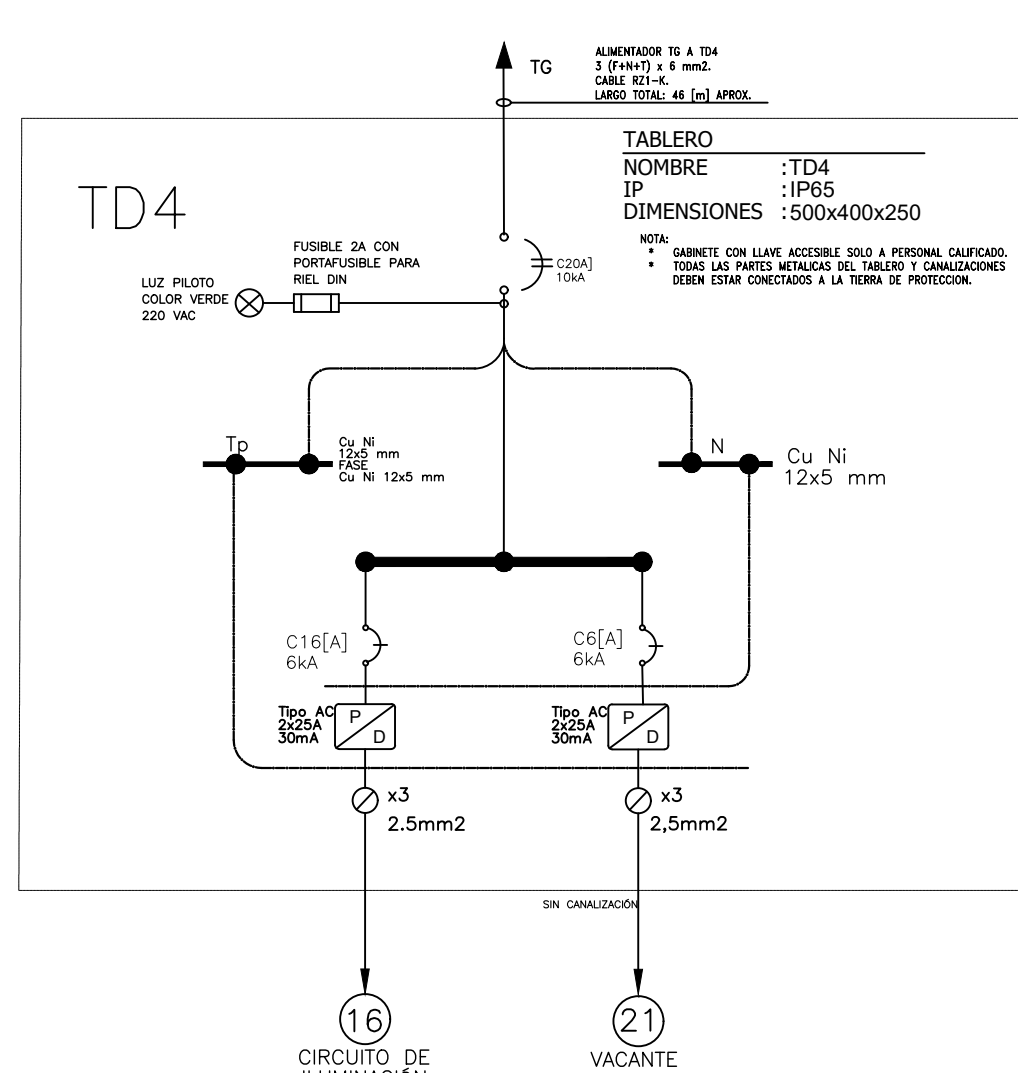 TG
ALIMENTADOR TG A TD4
3 (F+N+T) x 6 mm2.
CABLE RZ1-K.
LARGO TOTAL: 46 [m] APROX.
TD4
TABLERO
NOMBRE :TD4
IP :IP65
DIMENSIONES :500x400x250
NOTA:
* GABINETE CON LLAVE ACCESIBLE SOLO A PERSONAL CALIFICADO.
* TODAS LAS PARTES METALICAS DEL TABLERO Y CANALIZACIONES
DEBEN ESTAR CONECTADOS A LA TIERRA DE PROTECCION.
C20A]
10kA
FUSIBLE 2A CON
PORTAFUSIBLE PARA
RIEL DIN
LUZ PILOTO
COLOR VERDE
220 VAC
Tp
Cu Ni
12x5 mm
FASE
Cu Ni 12x5 mm
N
Cu Ni
12x5 mm
C16[A]
6kA
C6[A]
6kA
Tipo AC
2x25A
30mA
P
D
Tipo AC
2x25A
30mA
P
D
x3
2.5mm2
x3
2,5mm2
SIN CANALIZACIÓN
16
CIRCUITO DE
ILUMINACIÓN
21
VACANTE